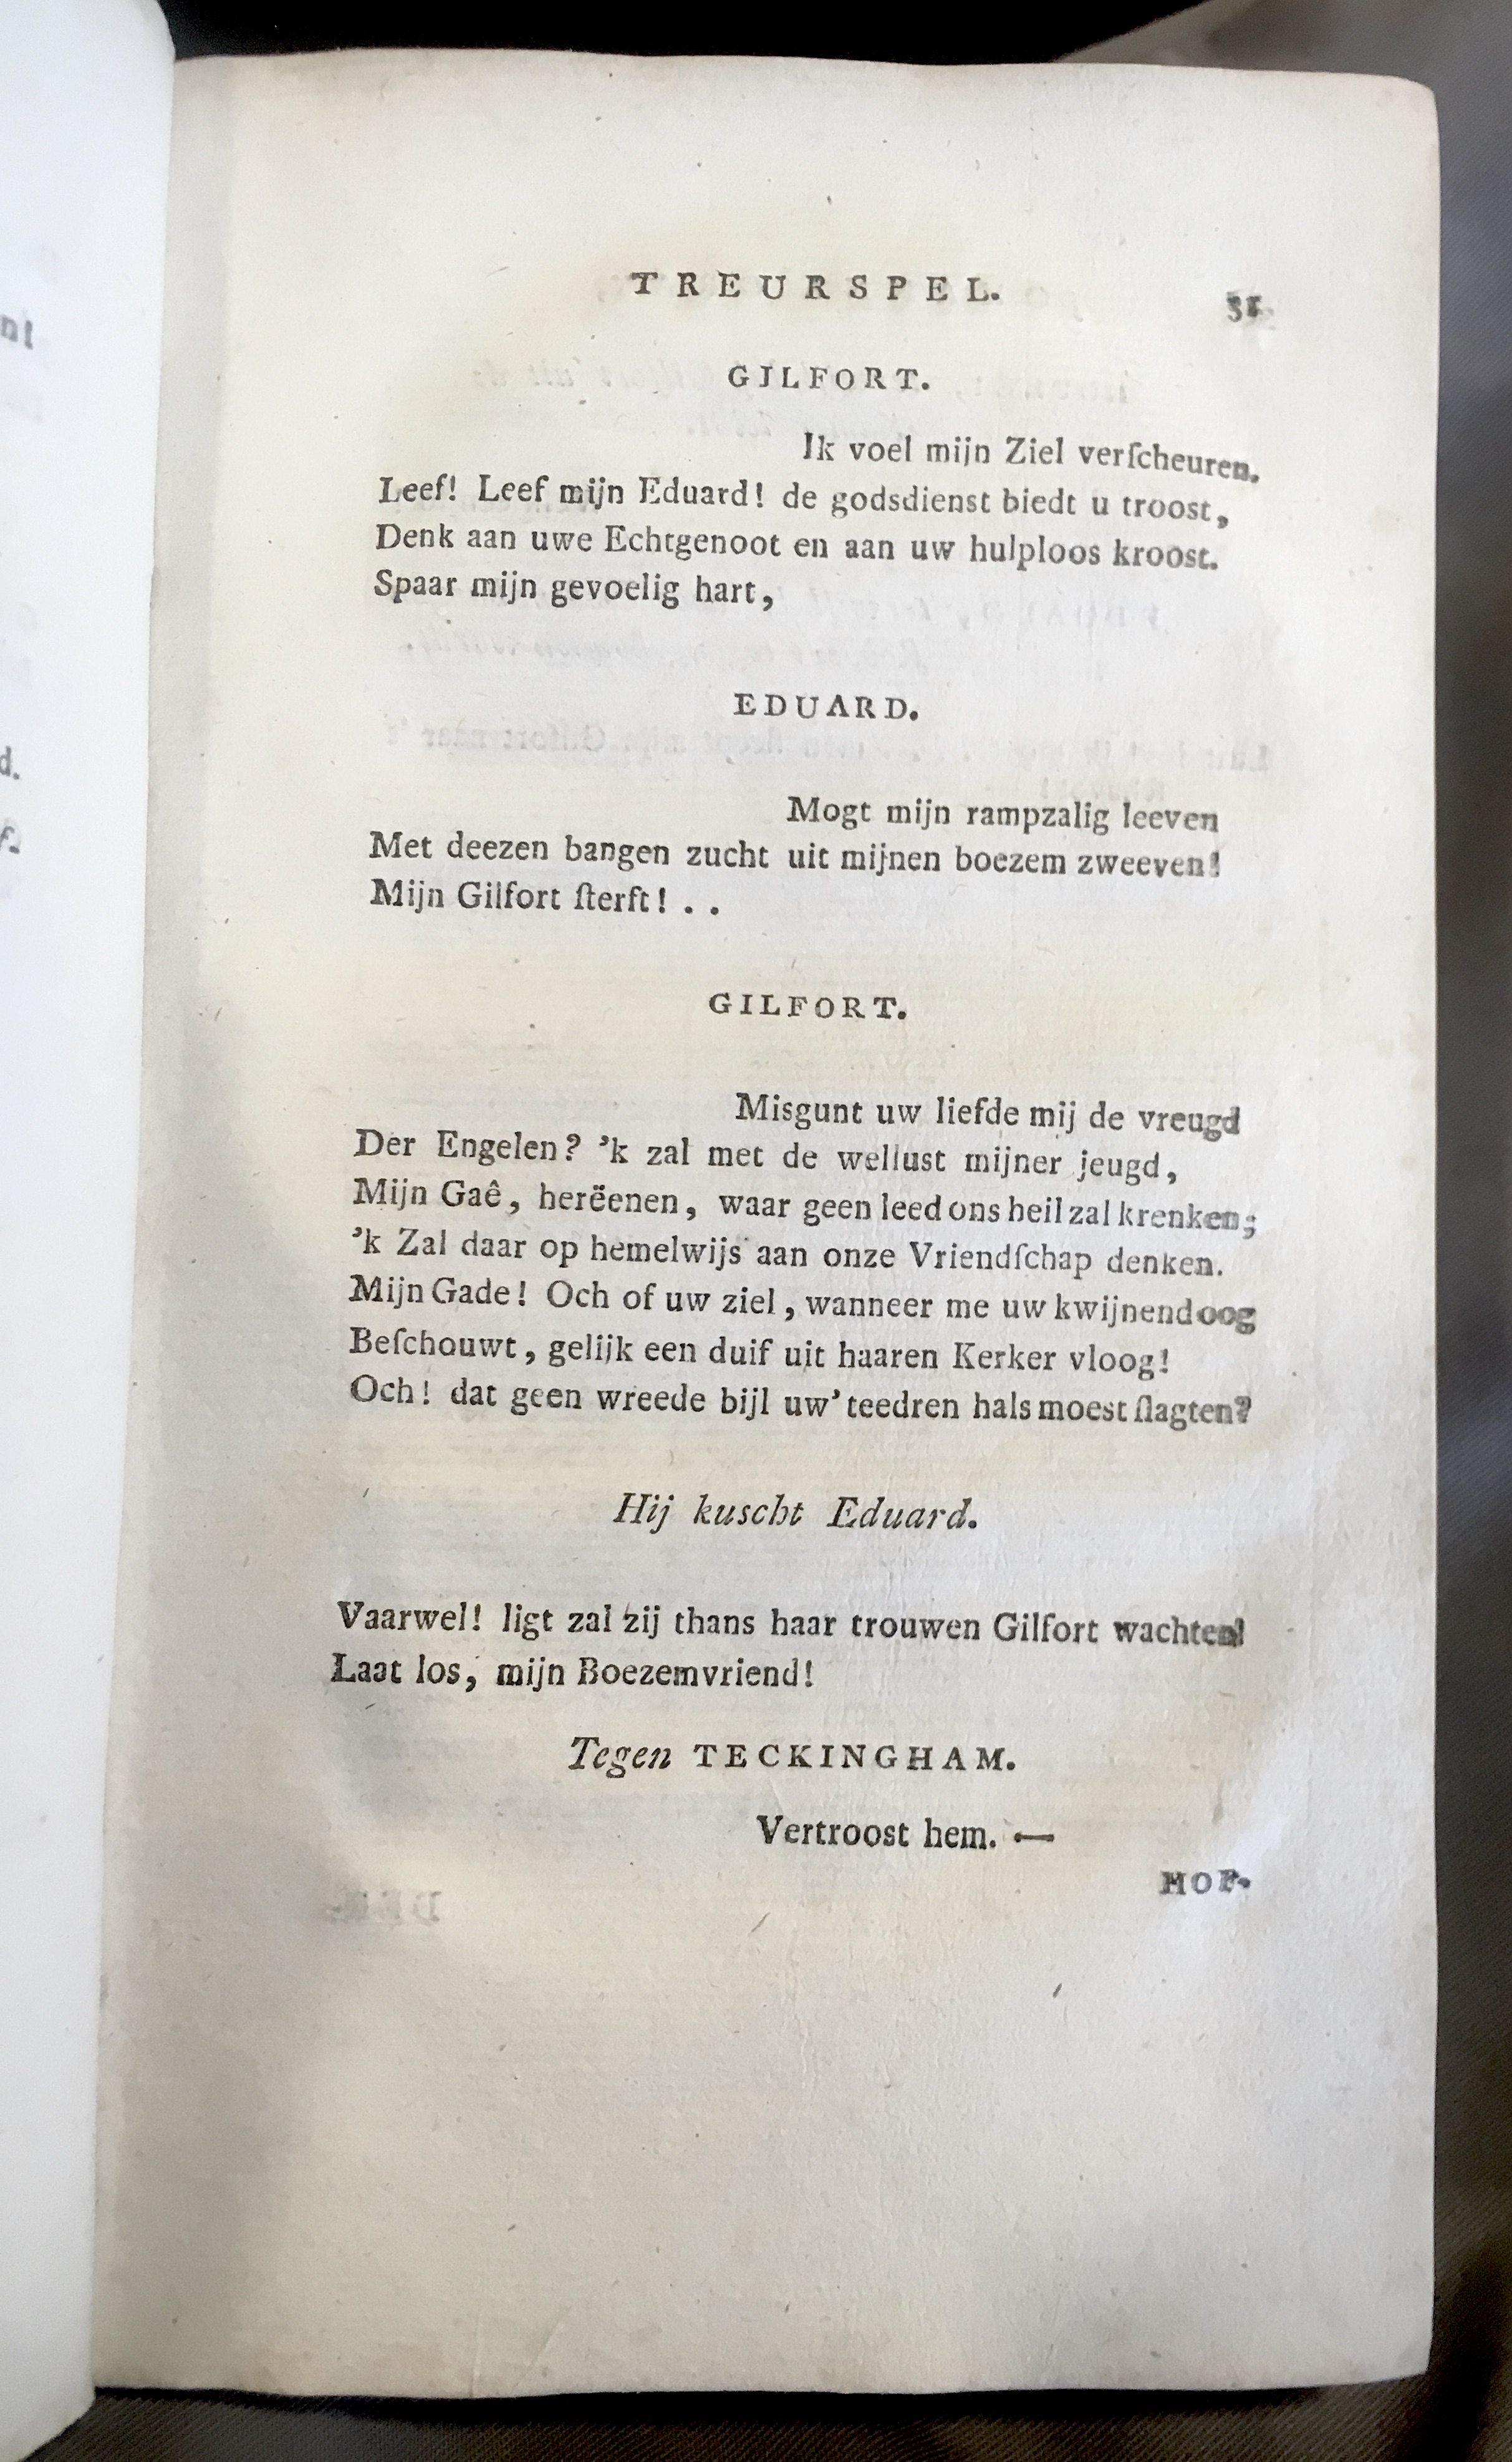 TREURSPEL. 31
GILFORT.
Ik voel mijn Ziel verſcheuren.
Leef! Leef mijn Eduard! de godsdienst biedt u troost,
Denk aan uwe Echtgenoot en aan uw hulploos kroost.
Spaar mijn gevoelig hart,
EDUARD.
Mogt mijn rampzalig leeven
Met deezen bangen zucht uit mijnen boezem zweeven!
Mijn Gilfort ſterft! . .
GILFORT.
Misgunt uw liefde mij de vreugd
Der Engelen? ’k zal met de wellust mijner jeugd,
Mijn Gaê, herëenen, waar geen leed ons heil zal krenken;
’k Zal daar op hemelwijs aan onze Vriendſchap denken.
Mijn Gade! Och of uw ziel, wanneer me uw kwijnend oog
Beſchouwt, gelijk een duif uit haaren Kerker vloog!
Och! dat geen wreede bijl uw’ teedren hals moest ſlagten?
Hij kuscht Eduard.
Vaarwel! ligt zal zij thans haar trouwen Gilfort wachten!
Laat los, mijn Boezemvriend!
Tegen TECKINGHAM.
Vertroost hem. —
HOF-